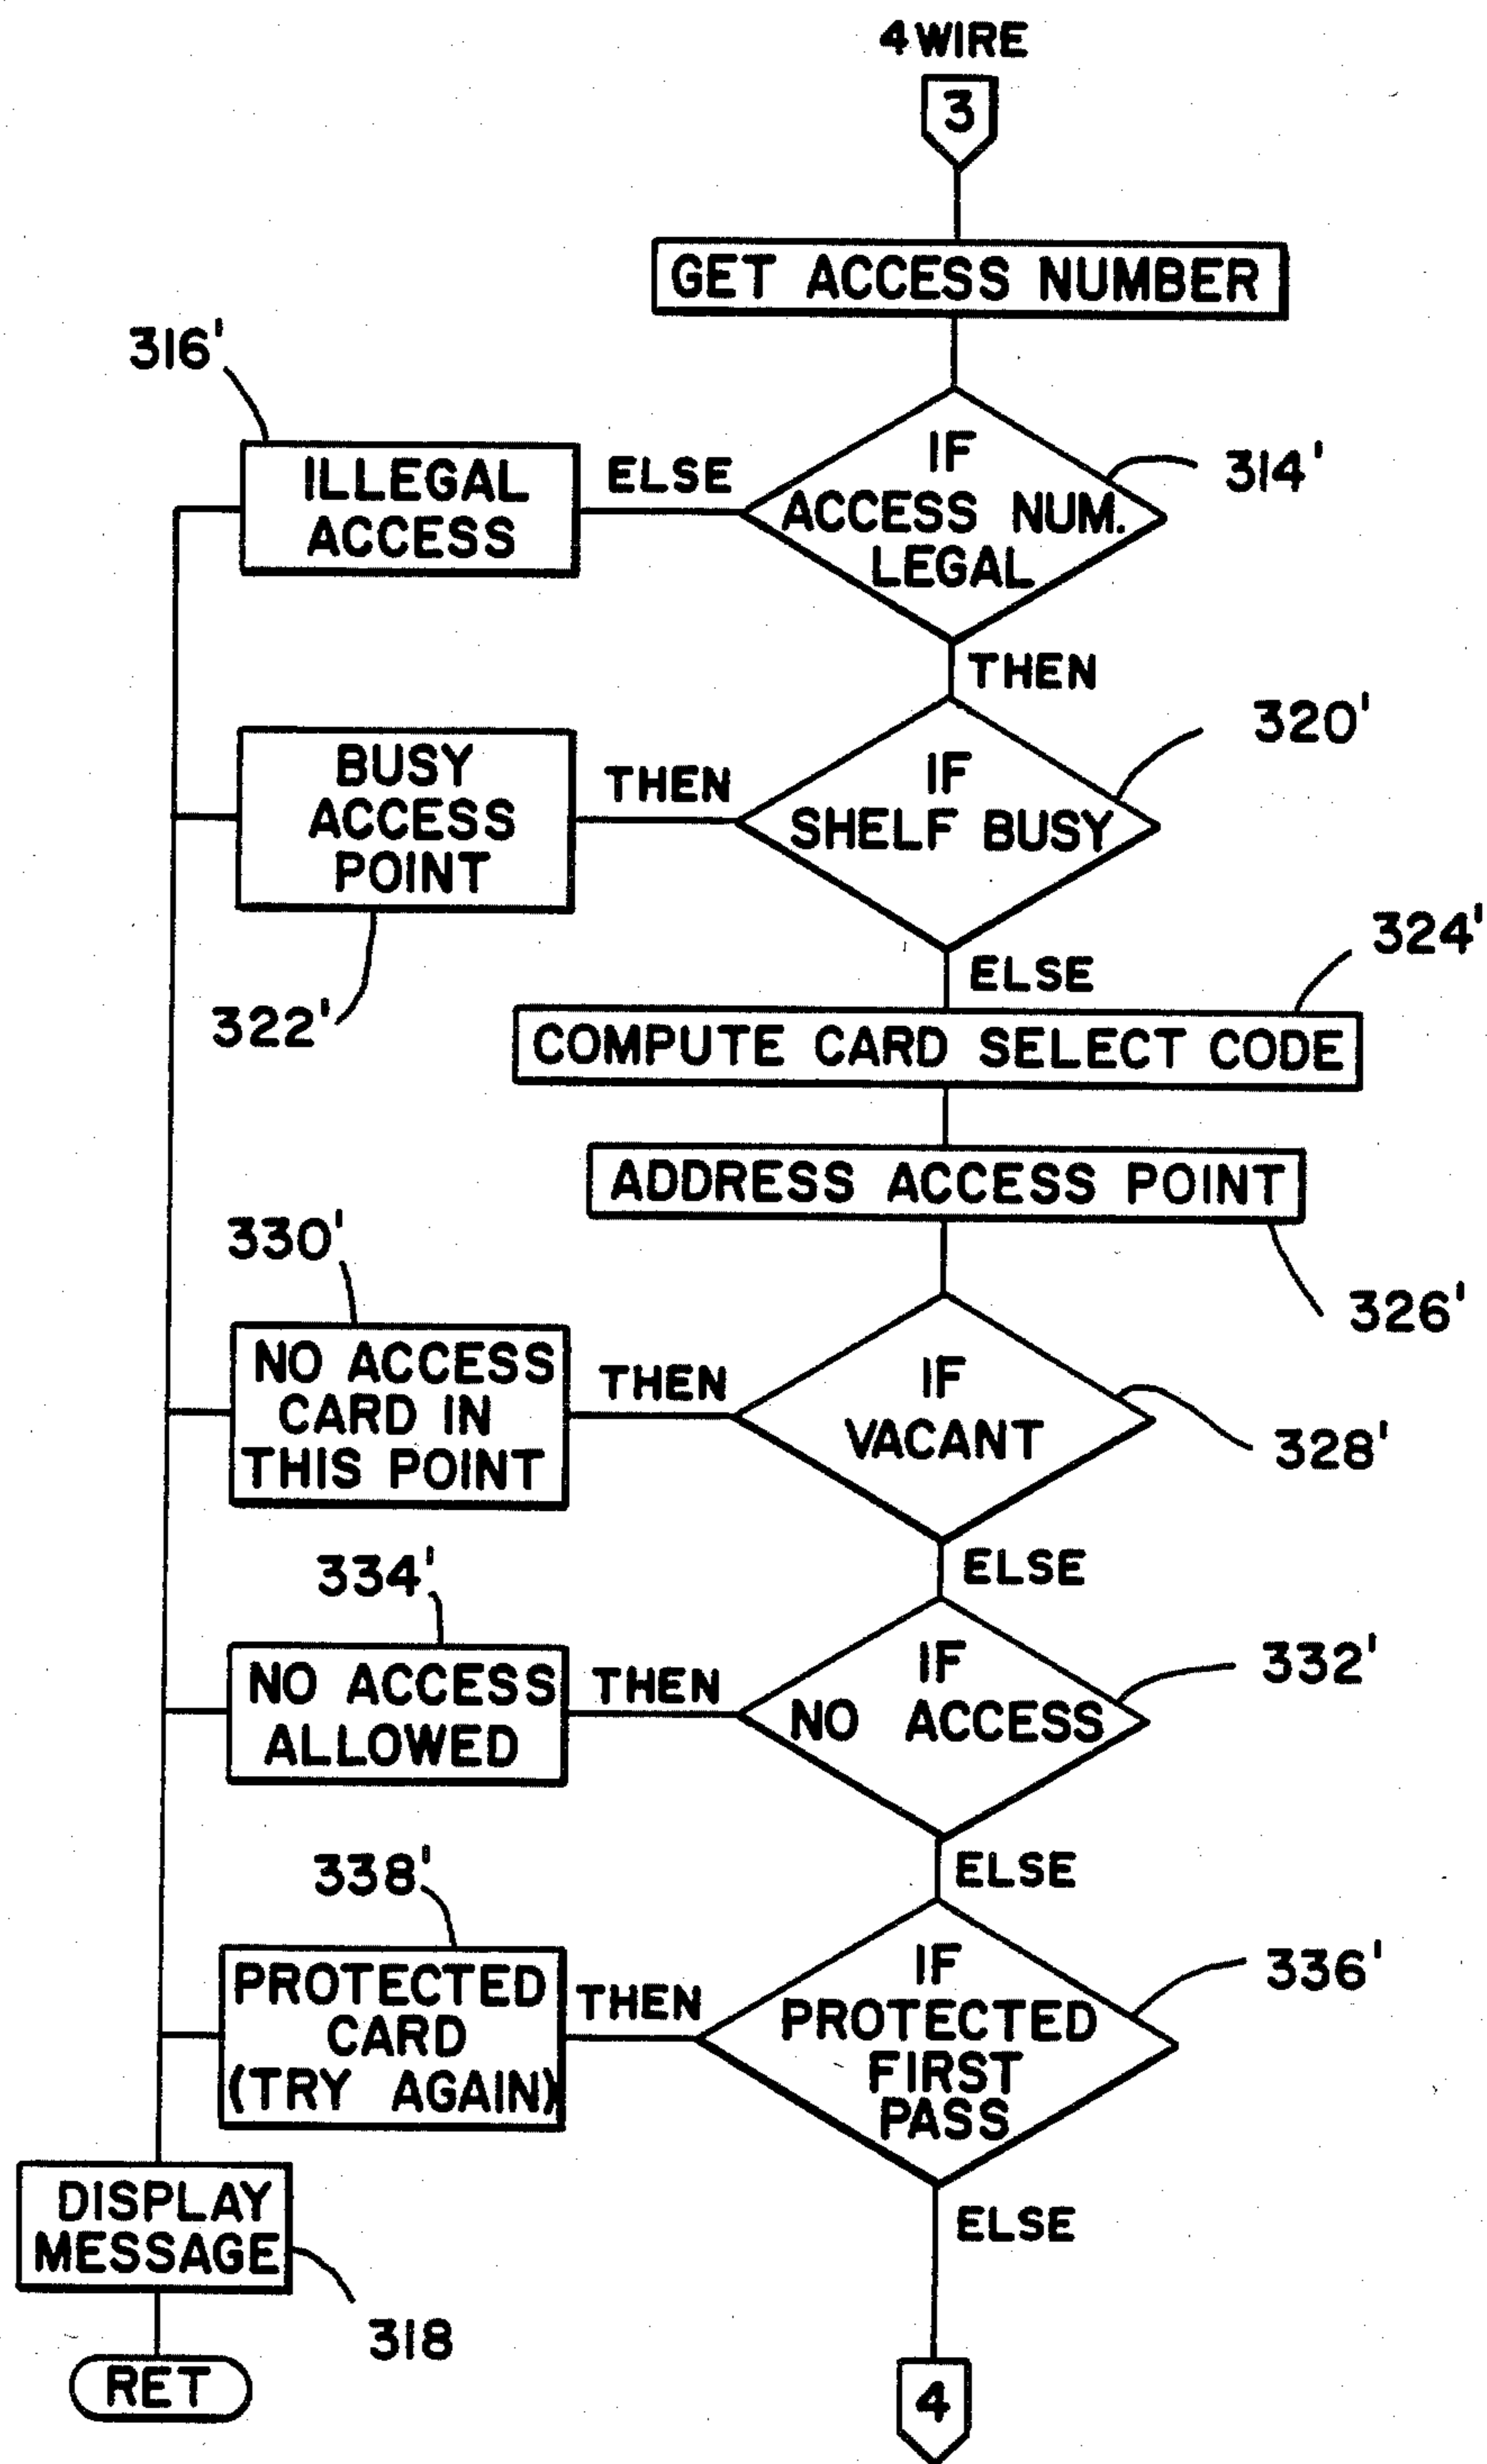 4WIRE
3
GET ACCESS NUMBER
316'
ILLEGAL
ACCESS
ELSE
IF
ACCESS NUM.
LEGAL
314'
THEN
320'
BUSY
ACCESS
POINT
THEN
IF
SHELF BUSY
322'
ELSE
324'
COMPUTE CARD SELECT CODE
ADDRESS ACCESS POINT
326'
330'
NO ACCESS
CARD IN
THIS POINT
THEN
IF
VACANT
328'
ELSE
334'
NO ACCESS
ALLOWED
THEN
IF
NO ACCESS
332'
ELSE
338'
PROTECTED
CARD
(TRY AGAIN)
THEN
IF
PROTECTED
FIRST
PASS
336'
ELSE
DISPLAY
MESSAGE
318
RET
4